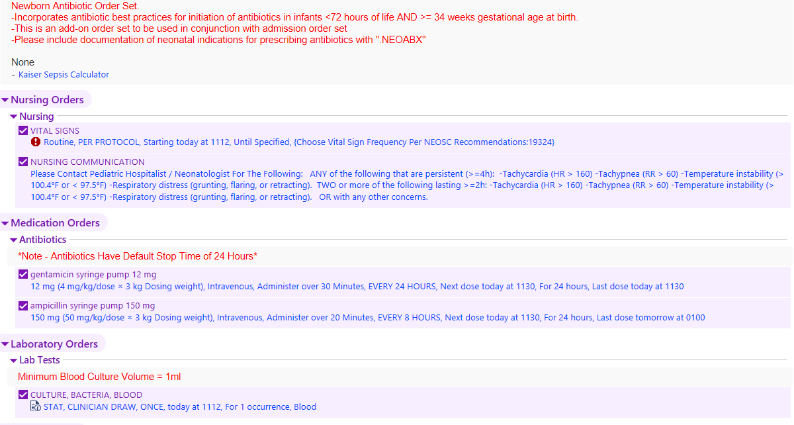 Newborn Antibiotic Order Set.
-Incorporates antibiotic best practices for initiation of antibiotics in infants <72 hours of life AND >= 34 weeks gestational age at birth.
-This is an add-on order set to be used in conjunction with admission order set
-Please include documentation of neonatal indications for prescribing antibiotics with ".NEOABX"
None
- Kaiser Sepsis Calculator
Nursing Orders
Nursing
VITAL SIGNS
Routine, PER PROTOCOL, Starting today at 1112, Until Specified, {Choose Vital Sign Frequency Per NEOSC Recommendations:19324}
NURSING COMMUNICATION
Please Contact Pediatric Hospitalist / Neonatologist For The Following: ANY of the following that are persistent (>=4h): -Tachycardia (HR > 160) -Tachypnea (RR > 60) -Temperature instability (>
100.4°F or < 97.5°F) -Respiratory distress (grunting, flaring, or retracting). TWO or more of the following lasting >=2h: -Tachycardia (HR > 160) -Tachypnea (RR > 60) -Temperature instability (>
100.4°F or < 97.5°F) -Respiratory distress (grunting, flaring, or retracting). OR with any other concerns.
Medication Orders
Antibiotics
*Note - Antibiotics Have Default Stop Time of 24 Hours*
gentamicin syringe pump 12 mg
12 mg (4 mg/kg/dose × 3 kg Dosing weight), Intravenous, Administer over 30 Minutes, EVERY 24 HOURS, Next dose today at 1130, For 24 hours, Last dose today at 1130
ampicillin syringe pump 150 mg
150 mg (50 mg/kg/dose × 3 kg Dosing weight), Intravenous, Administer over 20 Minutes, EVERY 8 HOURS, Next dose today at 1130, For 24 hours, Last dose tomorrow at 0100
Laboratory Orders
Lab Tests
Minimum Blood Culture Volume = 1ml
CULTURE, BACTERIA, BLOOD
STAT, CLINICIAN DRAW, ONCE, today at 1112, For 1 occurrence, Blood